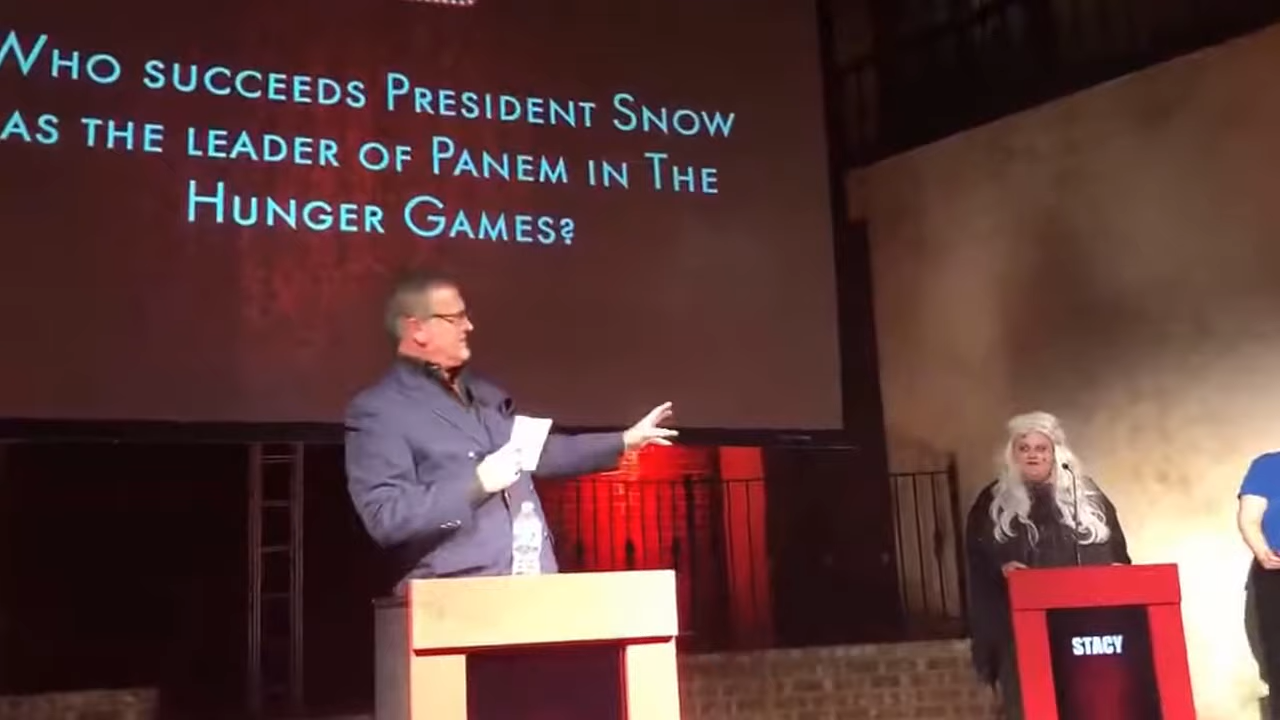 Who succeeds President Snow
as the leader of Panem in The
Hunger Games?
STACY